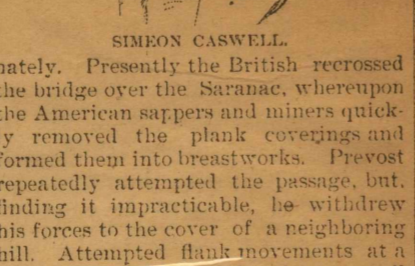 SIMEON CASWELL.
nately. Presently the British recrossed
the bridge over the Saranac, whereupon
the American sappers and miners quick-
y removed the plank coverings and
formed them into breastworks. Prevost
repeatedly attempted the passage, but,
finding it impracticable, he withdrew
his forces to the cover of a neighboring
hill. Attempted flank movements at a